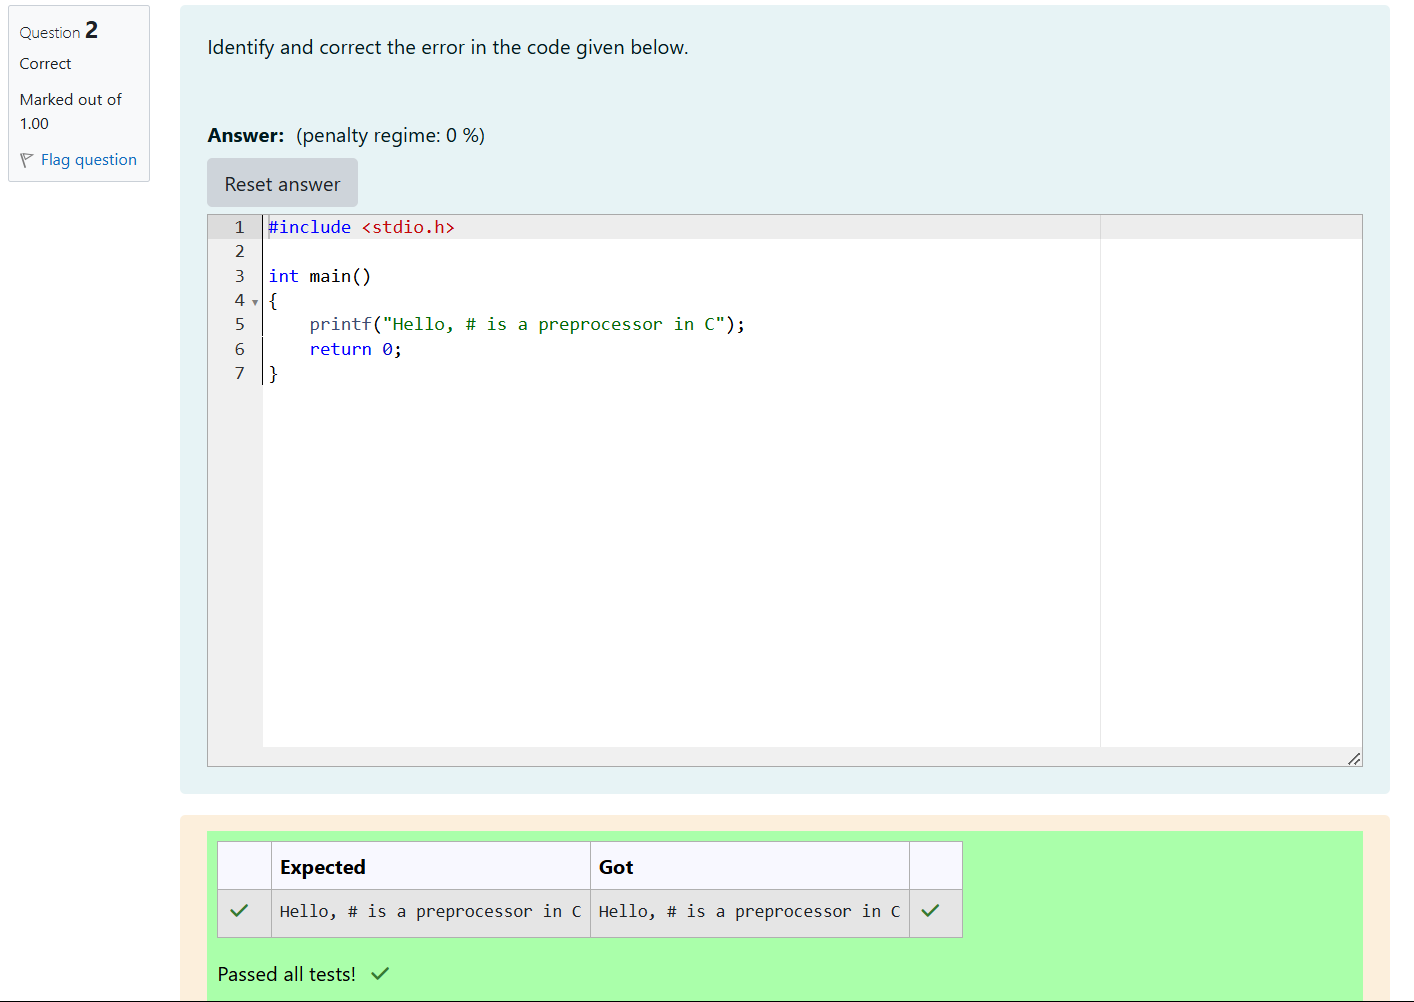 Question 2
Correct
Marked out of
1.00
Flag question
Identify and correct the error in the code given below.
Answer: (penalty regime: 0 %)
Reset answer
1 #include <stdio.h>
2
3 int main()
4 {
5     printf("Hello, # is a preprocessor in C");
6     return 0;
7 }
Expected Got
Hello, # is a preprocessor in C Hello, # is a preprocessor in C
Passed all tests!